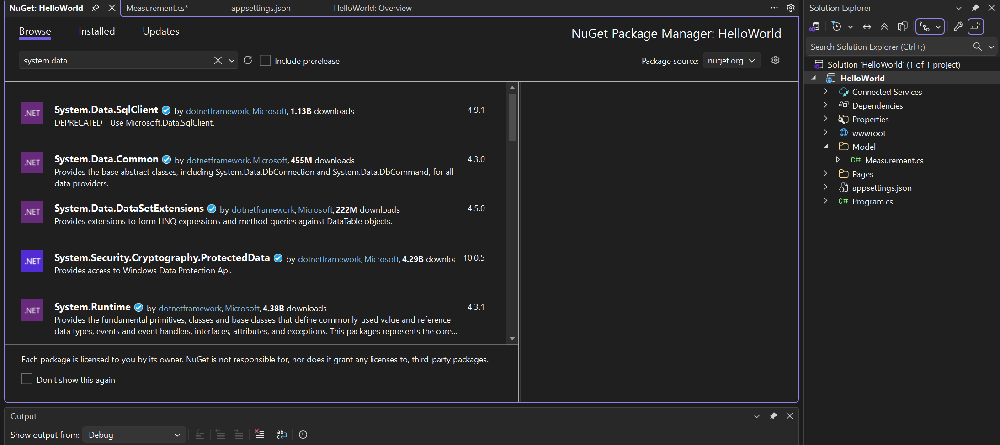 NuGet: HelloWorld
Measurement.cs*
appsettings.json
HelloWorld: Overview
Browse
Installed
Updates
NuGet Package Manager: HelloWorld
system.data
Include prerelease
Package source: nuget.org
.NET
System.Data.SqlClient by dotnetframework, Microsoft, 1.13B downloads
4.9.1
DEPRECATED - Use Microsoft.Data.SqlClient.
.NET
System.Data.Common by dotnetframework, Microsoft, 455M downloads
4.3.0
Provides the base abstract classes, including System.Data.DbConnection and System.Data.DbCommand, for all
data providers.
.NET
System.Data.DataSetExtensions by dotnetframework, Microsoft, 222M downloads
4.5.0
Provides extensions to form LINQ expressions and method queries against DataTable objects.
.NET
System.Security.Cryptography.ProtectedData by dotnetframework, Microsoft, 4.29B downloa
10.0.5
Provides access to Windows Data Protection Api.
.NET
System.Runtime by dotnetframework, Microsoft, 4.38B downloads
4.3.1
Provides the fundamental primitives, classes and base classes that define commonly-used value and reference
data types, events and event handlers, interfaces, attributes, and exceptions. This packages represents the core...
Each package is licensed to you by its owner. NuGet is not responsible for, nor does it grant any licenses to, third-party packages.
Don't show this again
Output
Show output from: Debug
Solution Explorer
Search Solution Explorer (Ctrl+;)
Solution 'HelloWorld' (1 of 1 project)
HelloWorld
Connected Services
Dependencies
Properties
wwwroot
Model
C# Measurement.cs
Pages
appsettings.json
C# Program.cs